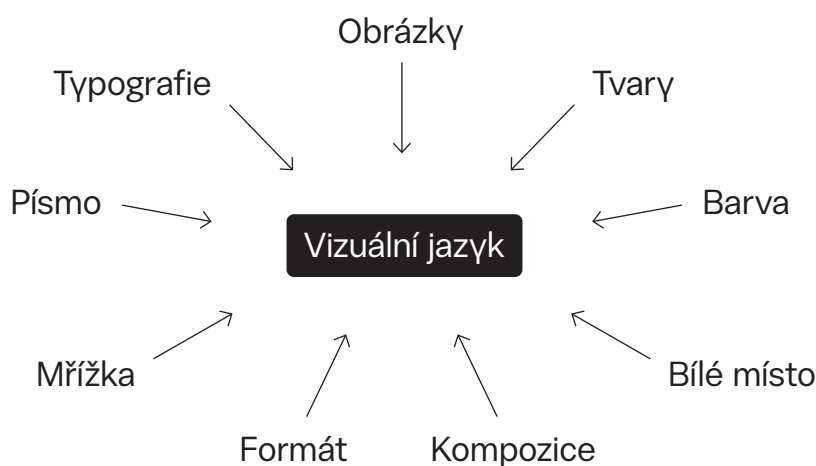 Obrázky
Typografie
Tvary
Písmo
Barva
Vizuální jazyk
Mřížka
Bílé místo
Formát
Kompozice